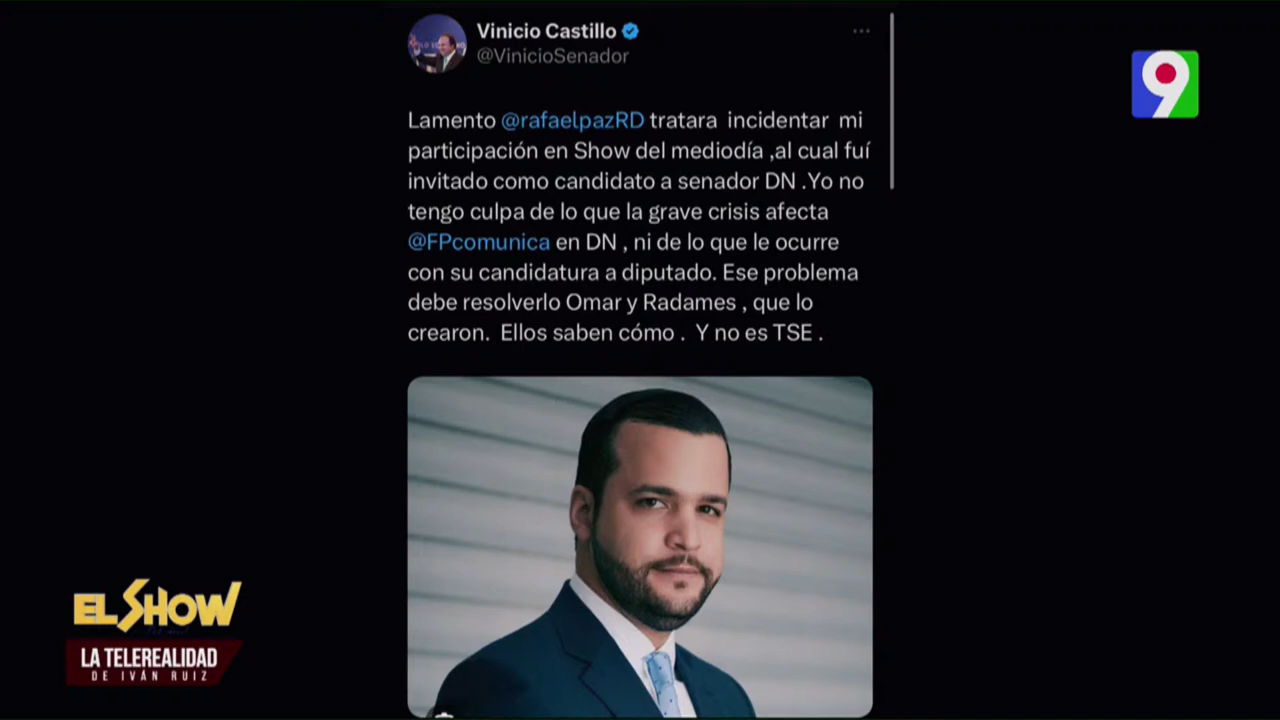 Vinicio Castillo
@VinicioSenador
Lamento @rafaelpazRD tratara incidentar mi
participación en Show del mediodía ,al cual fuí
invitado como candidato a senador DN .Yo no
tengo culpa de lo que la grave crisis afecta
@FPcomunica en DN , ni de lo que le ocurre
con su candidatura a diputado. Ese problema
debe resolverlo Omar y Radames , que lo
crearon. Ellos saben cómo . Y no es TSE .
9
EL SHOW
LA TELEREALIDAD
DE IVÁN RUIZ